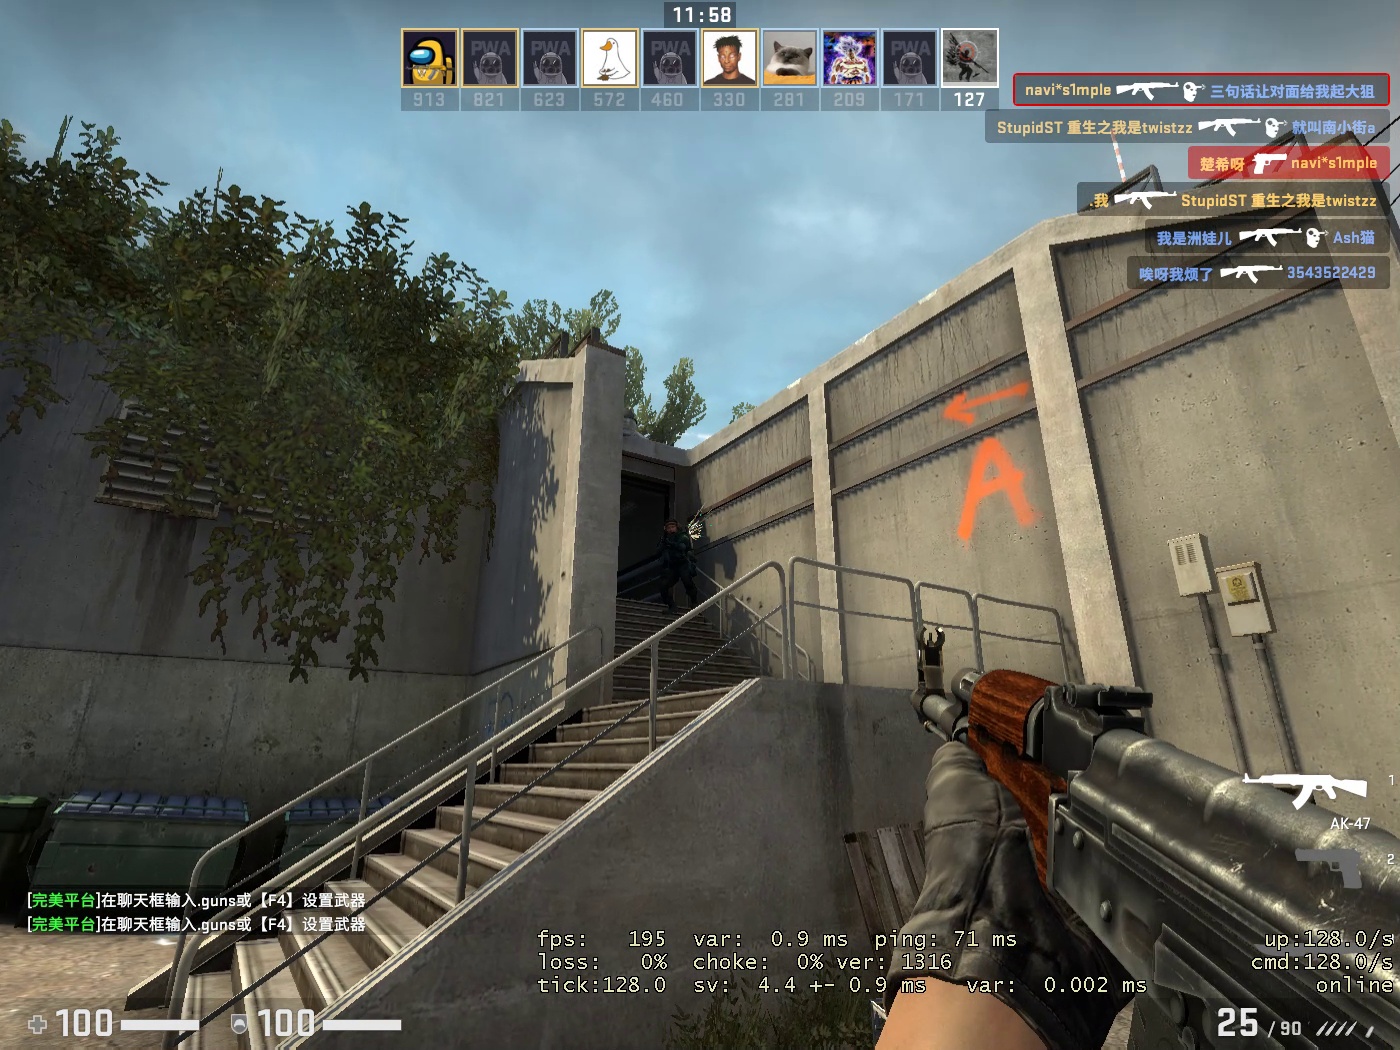 11:58
PWA PWA PWA PWA
913 821 623 572 460 330 281 209 171 127
navi*s1mple 三句话让对面给我起大狙
StupidST 重生之我是twistzz 就叫南小街a
楚希呀 navi*s1mple
.我 StupidST 重生之我是twistzz
我是洲娃儿 Ash猫
唉呀我烦了 3543522429
A
1
AK-47
2
[完美平台]在聊天框输入.guns或【F4】设置武器
[完美平台]在聊天框输入.guns或【F4】设置武器
fps: 195 var: 0.9 ms ping: 71 ms up:128.0/s
loss: 0% choke: 0% ver: 1316 cmd:128.0/s
tick:128.0 sv: 4.4 +- 0.9 ms var: 0.002 ms online
100 100 25 / 90